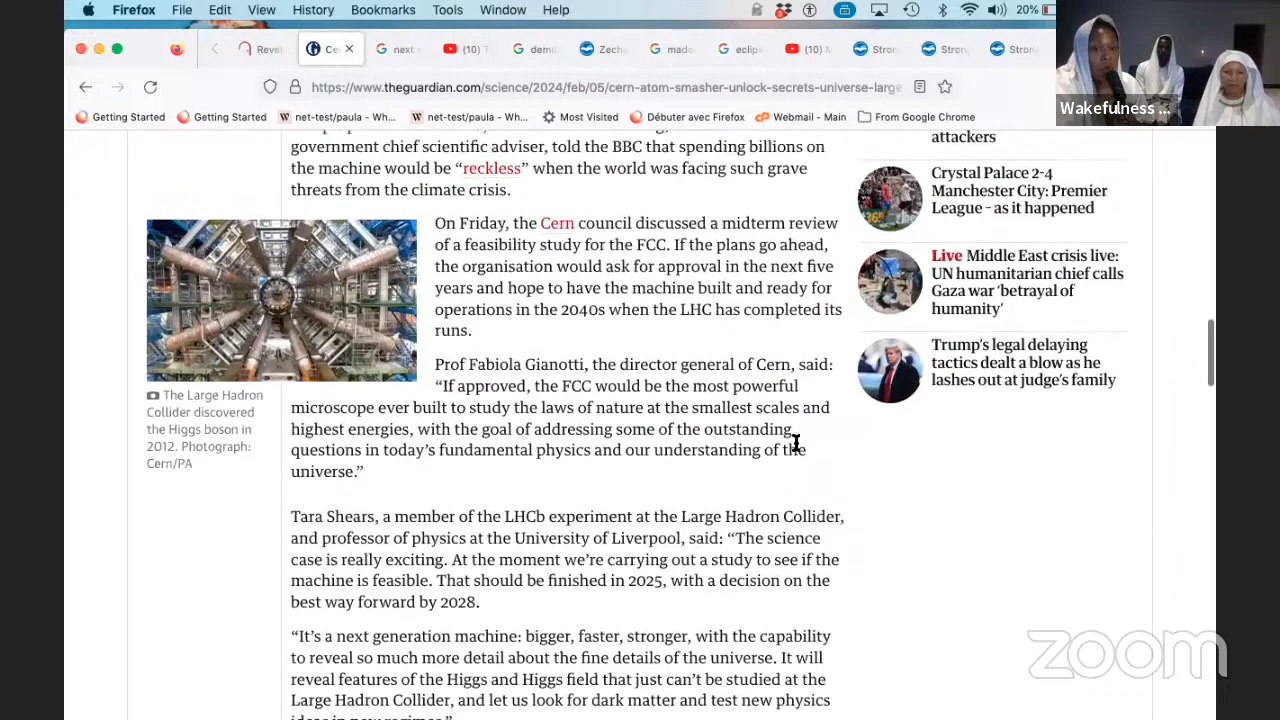 Firefox File Edit View History Bookmarks Tools Window Help 20%
Reve
Ce
next
(10) T
dem
Zech
mado
eclip
(10) M
Stron
Stron
Stron
https://www.theguardian.com/science/2024/feb/05/cern-atom-smasher-unlock-secrets-universe-large
Wakefulness ...
Getting Started Getting Started net-test/paula - Wh... net-test/paula - Wh... Most Visited Débuter avec Firefox Webmail - Main From Google Chrome
government chief scientific adviser, told the BBC that spending billions on
the machine would be “reckless” when the world was facing such grave
threats from the climate crisis.
On Friday, the Cern council discussed a midterm review
of a feasibility study for the FCC. If the plans go ahead,
the organisation would ask for approval in the next five
years and hope to have the machine built and ready for
operations in the 2040s when the LHC has completed its
runs.
The Large Hadron
Collider discovered
the Higgs boson in
2012. Photograph:
Cern/PA
Prof Fabiola Gianotti, the director general of Cern, said:
“If approved, the FCC would be the most powerful
microscope ever built to study the laws of nature at the smallest scales and
highest energies, with the goal of addressing some of the outstanding
questions in today’s fundamental physics and our understanding of the
universe.”
Tara Shears, a member of the LHCb experiment at the Large Hadron Collider,
and professor of physics at the University of Liverpool, said: “The science
case is really exciting. At the moment we’re carrying out a study to see if the
machine is feasible. That should be finished in 2025, with a decision on the
best way forward by 2028.
“It’s a next generation machine: bigger, faster, stronger, with the capability
to reveal so much more detail about the fine details of the universe. It will
reveal features of the Higgs and Higgs field that just can’t be studied at the
Large Hadron Collider, and let us look for dark matter and test new physics
attackers
Crystal Palace 2-4
Manchester City: Premier
League – as it happened
Live Middle East crisis live:
UN humanitarian chief calls
Gaza war ‘betrayal of
humanity’
Trump’s legal delaying
tactics dealt a blow as he
lashes out at judge’s family
zoom